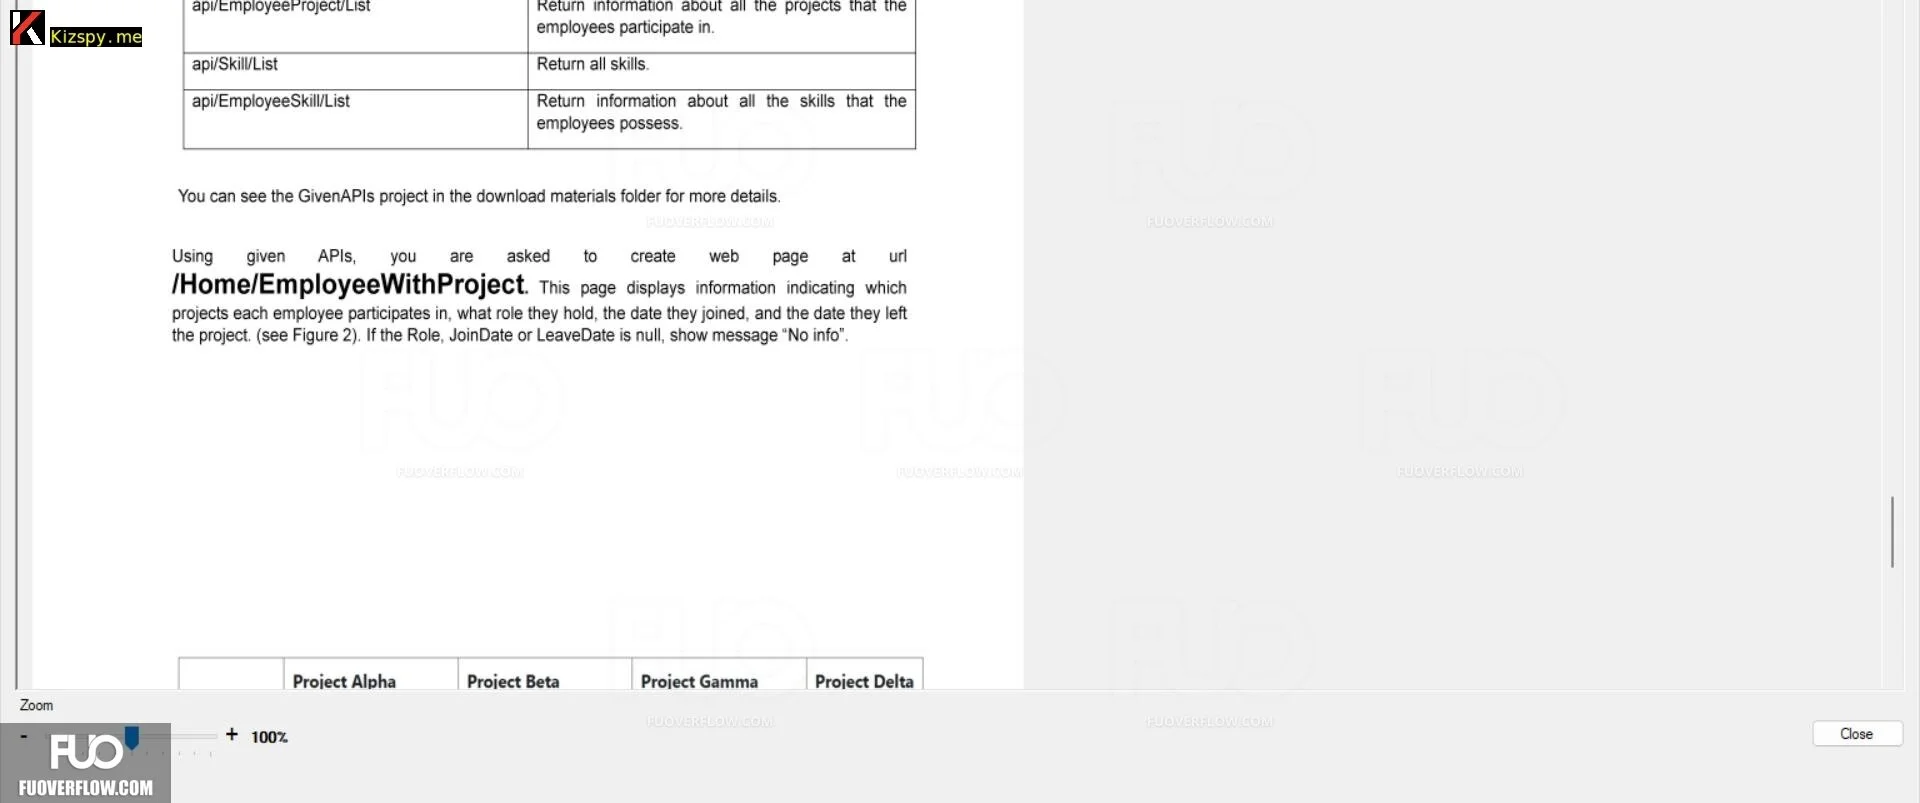 api/EmployeeProject/List
Return information about all the projects that the
employees participate in.
Kizspy.me
api/Skill/List
Return all skills.
api/EmployeeSkill/List
Return information about all the skills that the
employees possess.
You can see the GivenAPIs project in the download materials folder for more details.
FUOVERFLOW.COM
FUOVERFLOW.COM
Using given APIs, you are asked to create web page at url
/Home/EmployeeWithProject. This page displays information indicating which
projects each employee participates in, what role they hold, the date they joined, and the date they left
the project. (see Figure 2). If the Role, JoinDate or LeaveDate is null, show message “No info”.
FUO
FUO
FUO
FUOVERFLOW.COM
FUOVERFLOW.COM
FUOVERFLOW.COM
FUO
FUO
Project Alpha
Project Beta
Project Gamma
Project Delta
Zoom
FUOVERFLOW.COM
FUOVERFLOW.COM
- + 100%
Close
FUO
FUOVERFLOW.COM